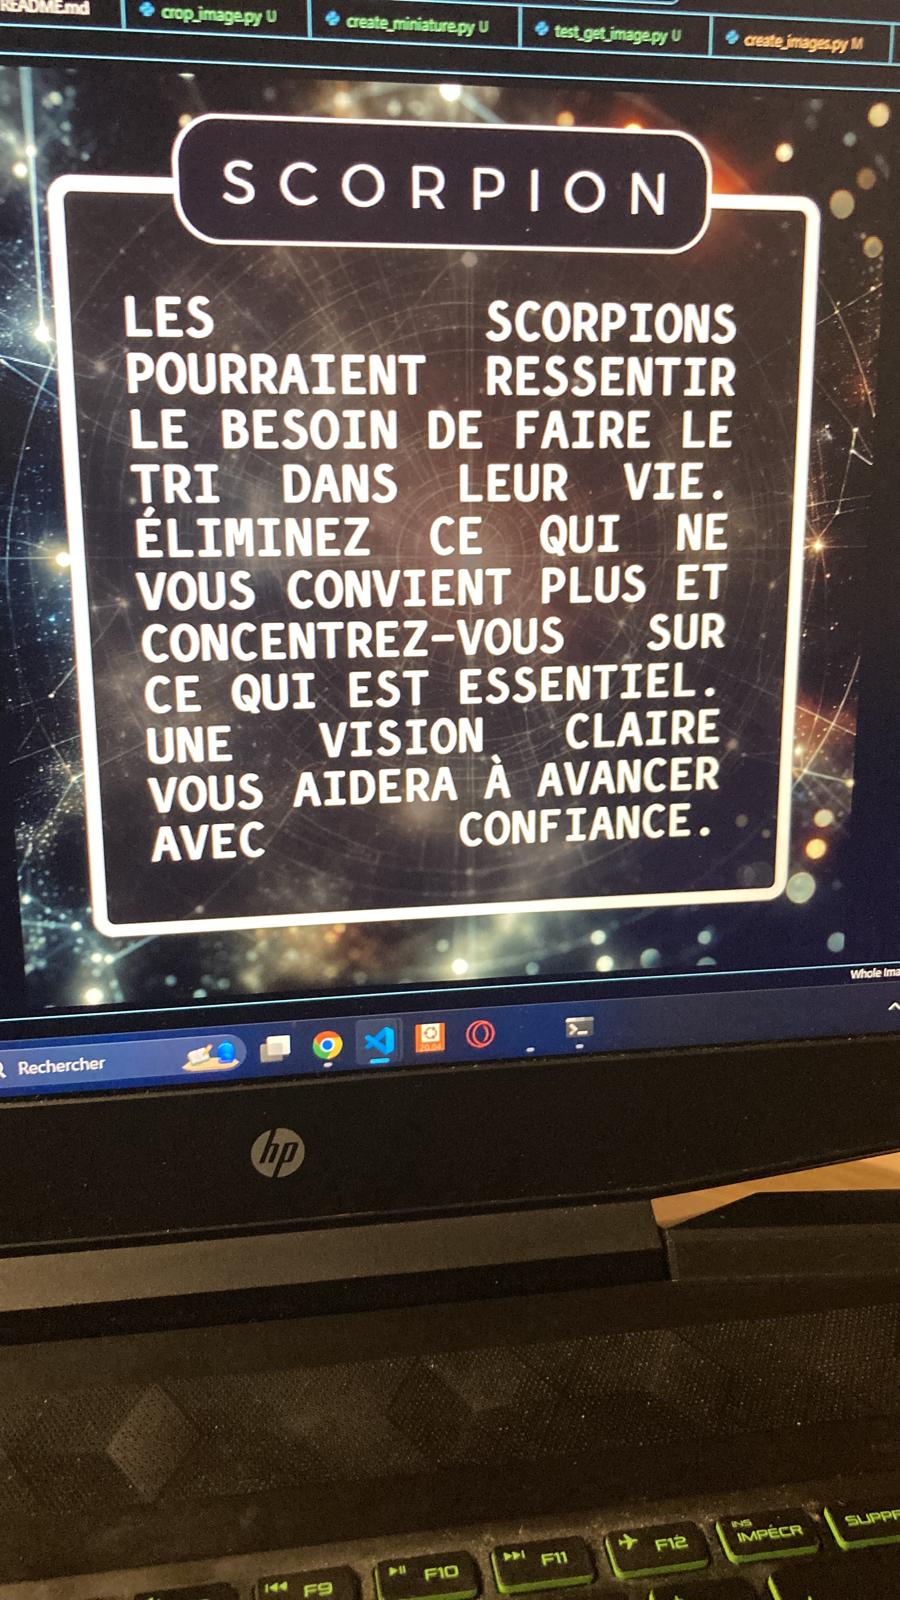 README.md crop_image.py U create_miniature.py U test_get_image.py U create_images.py M
SCORPION
LES SCORPIONS
POURRAIENT RESSENTIR
LE BESOIN DE FAIRE LE
TRI DANS LEUR VIE.
ÉLIMINEZ CE QUI NE
VOUS CONVIENT PLUS ET
CONCENTREZ-VOUS SUR
CE QUI EST ESSENTIEL.
UNE VISION CLAIRE
VOUS AIDERA À AVANCER
AVEC CONFIANCE.
Whole Ima
Rechercher
20.04
hp
F9 F10 F11 F12 INS IMPÉCR SUPPR